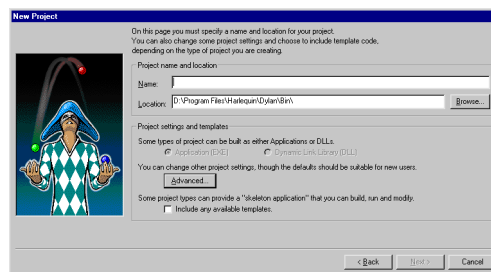 New Project
On this page you must specify a name and location for your project.
You can also change some project settings and choose to include template code,
depending on the type of project you are creating.
Project name and location
Name:
Location: D:\Program Files\Harlequin\Dylan\Bin\ Browse...
Project settings and templates
Some types of project can be built as either Applications or DLLs.
Application (EXE) Dynamic Link Library (DLL)
You can change other project settings, though the defaults should be suitable for new users.
Advanced...
Some project types can provide a "skeleton application" that you can build, run and modify.
Include any available templates.
< Back Next > Cancel